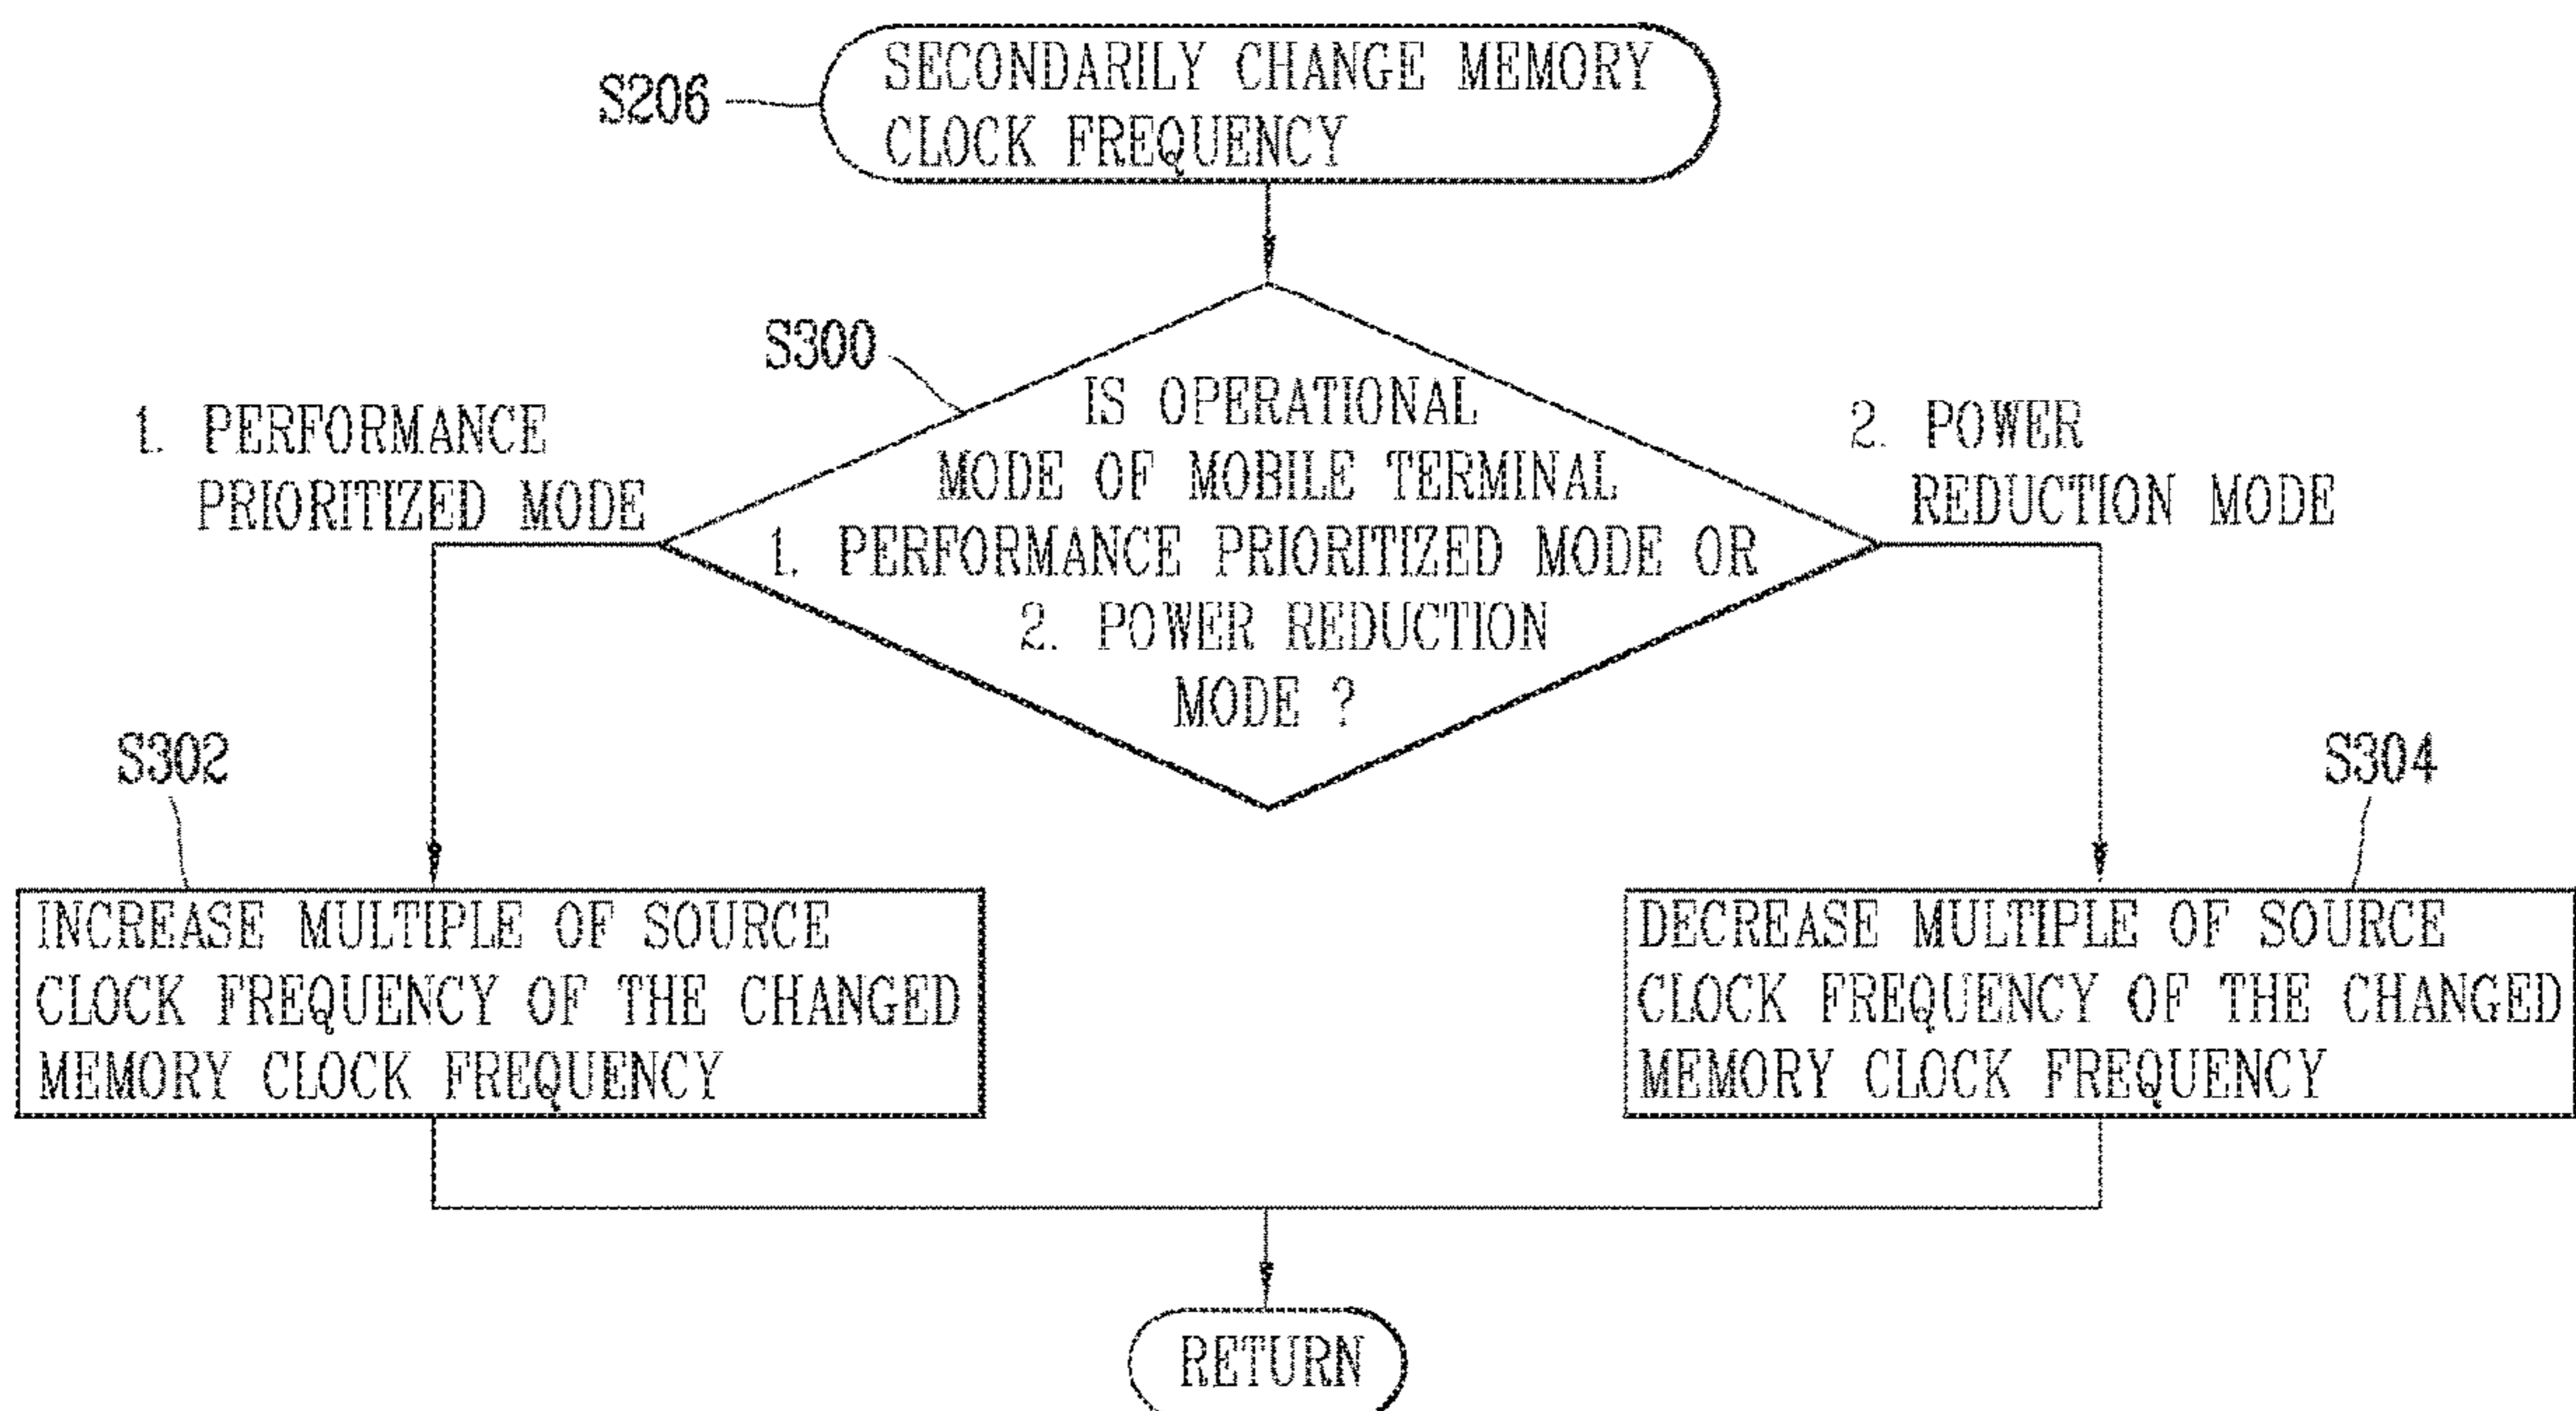 S206
SECONDARILY CHANGE MEMORY
CLOCK FREQUENCY
S300
IS OPERATIONAL
MODE OF MOBILE TERMINAL
1. PERFORMANCE PRIORITIZED MODE OR
2. POWER REDUCTION
MODE ?
1. PERFORMANCE
PRIORITIZED MODE
2. POWER
REDUCTION MODE
S302
INCREASE MULTIPLE OF SOURCE
CLOCK FREQUENCY OF THE CHANGED
MEMORY CLOCK FREQUENCY
S304
DECREASE MULTIPLE OF SOURCE
CLOCK FREQUENCY OF THE CHANGED
MEMORY CLOCK FREQUENCY
RETURN